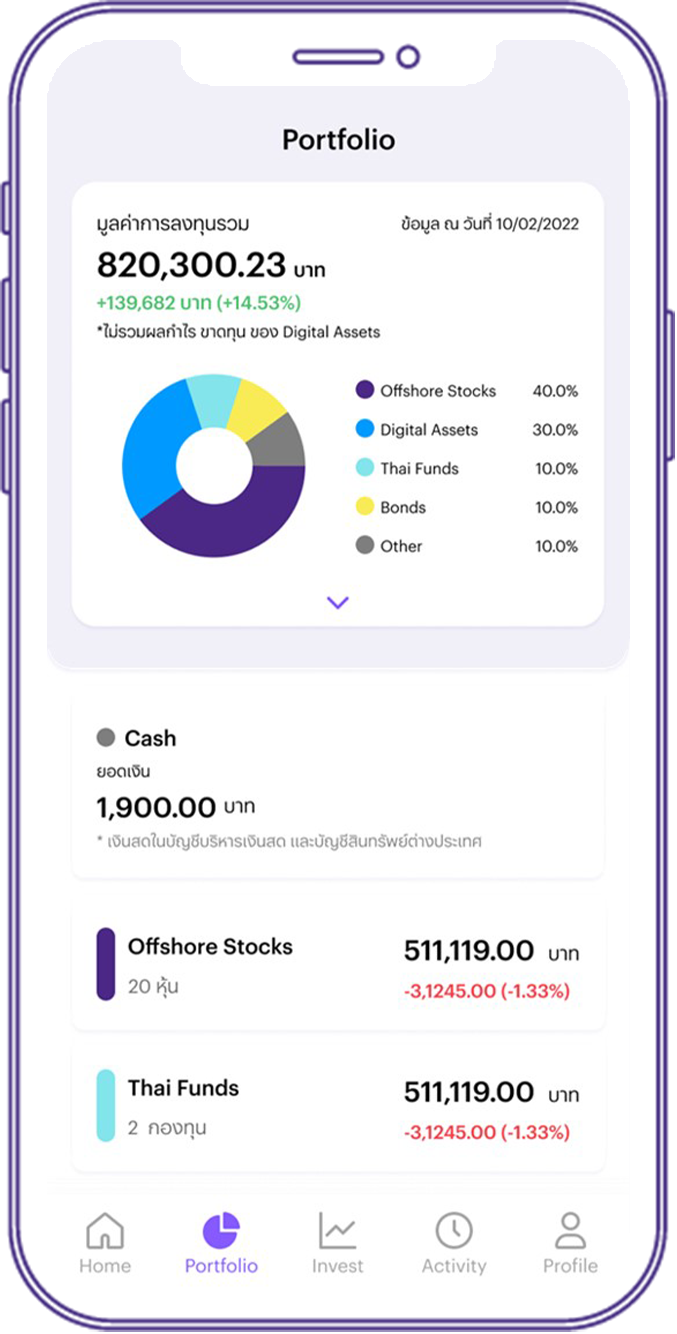 Portfolio
มูลค่าการลงทุนรวม ข้อมูล ณ วันที่ 10/02/2022
820,300.23 บาท
+139,682 บาท (+14.53%)
*ไม่รวมผลกำไร ขาดทุน ของ Digital Assets
Offshore Stocks 40.0%
Digital Assets 30.0%
Thai Funds 10.0%
Bonds 10.0%
Other 10.0%
Cash
ยอดเงิน
1,900.00 บาท
* เงินสดในบัญชีบริหารเงินสด และบัญชีสินทรัพย์ต่างประเทศ
Offshore Stocks 511,119.00 บาท
20 หุ้น -3,1245.00 (-1.33%)
Thai Funds 511,119.00 บาท
2 กองทุน -3,1245.00 (-1.33%)
Home Portfolio Invest Activity Profile